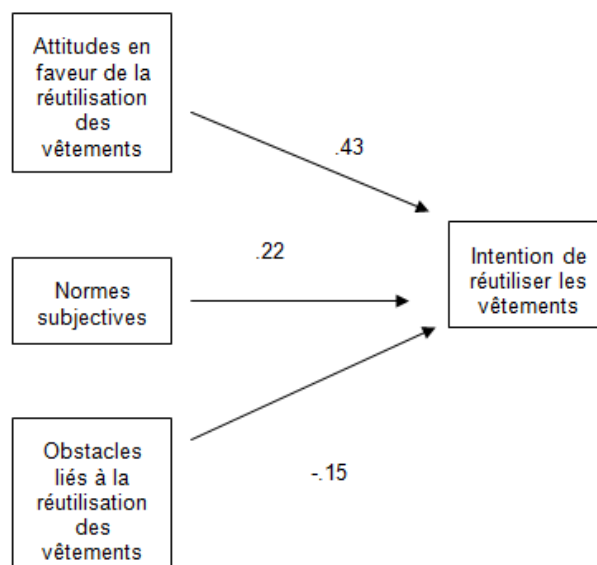 Attitudes en
faveur de la
réutilisation
des
vêtements
.43
Intention de
réutiliser les
vêtements
.22
Normes
subjectives
Obstacles
liés à la
réutilisation
des
vêtements
-.15